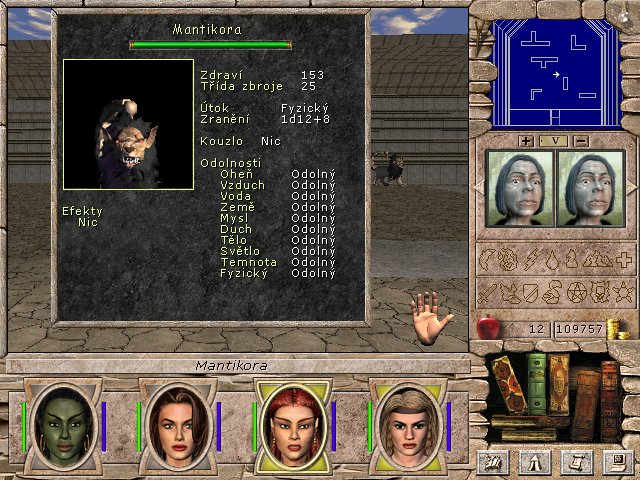 Mantikora
Zdraví 153
Třída zbroje 25
Útok Fyzický
Zranění 1d12+8
Kouzlo Nic
Odolnosti
Oheň Odolný
Vzduch Odolný
Voda Odolný
Země Odolný
Mysl Odolný
Duch Odolný
Tělo Odolný
Světlo Odolný
Temnota Odolný
Fyzický Odolný
Efekty
Nic
+ V -
12 109757
Mantikora